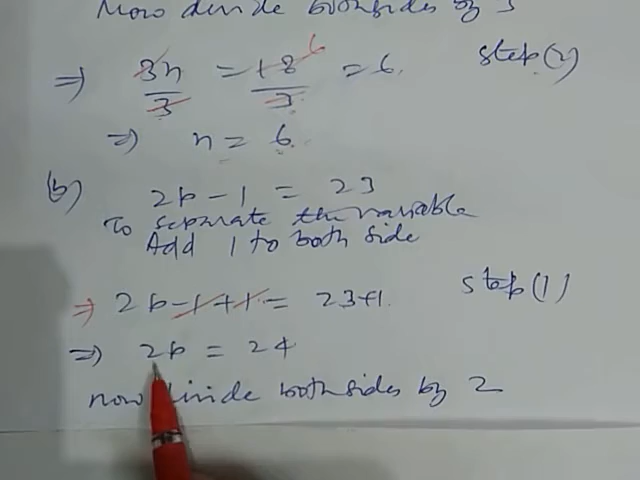 Now divide both sides by 3
⇒ 3n/3 = 18/3 6 = 6. step (2)
⇒ n = 6.
(b) 2p - 1 = 23
To separate the variable
Add 1 to both side
⇒ 2p - 1 + 1 = 23+1. step (1)
⇒ 2p = 24
now divide both sides by 2